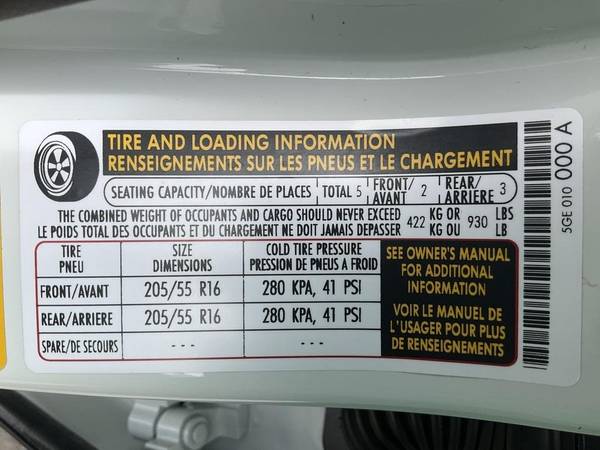 TIRE AND LOADING INFORMATION
RENSEIGNEMENTS SUR LES PNEUS ET LE CHARGEMENT
SEATING CAPACITY/NOMBRE DE PLACES TOTAL 5 FRONT/AVANT 2 REAR/ARRIERE 3
THE COMBINED WEIGHT OF OCCUPANTS AND CARGO SHOULD NEVER EXCEED 422 KG OR 930 LBS
LE POIDS TOTAL DES OCCUPANTS ET DU CHARGEMENT NE DOIT JAMAIS DEPASSER KG OU LB
TIRE SIZE COLD TIRE PRESSURE
PNEU DIMENSIONS PRESSION DE PNEUS A FROID
FRONT/AVANT 205/55 R16 280 KPA, 41 PSI
REAR/ARRIERE 205/55 R16 280 KPA, 41 PSI
SPARE/DE SECOURS --- ---
SEE OWNER'S MANUAL
FOR ADDITIONAL
INFORMATION
VOIR LE MANUEL DE
L'USAGER POUR PLUS
DE RENSEIGNEMENTS
5GE 010 000 A